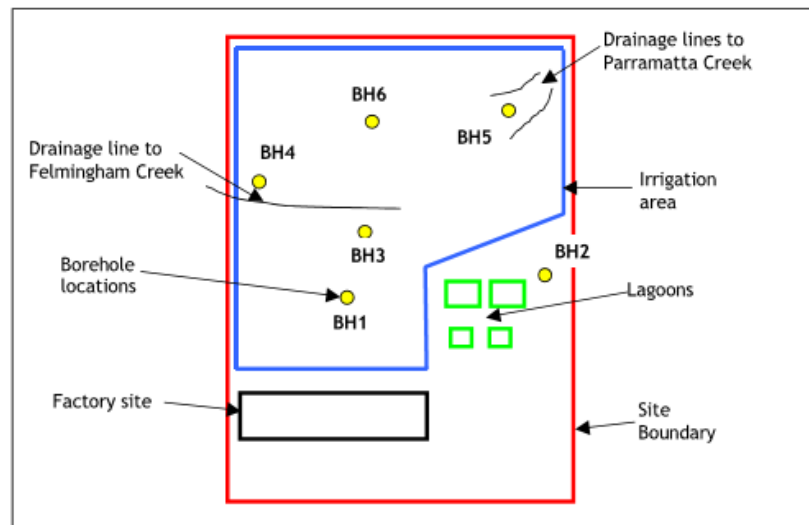 Drainage lines to
Parramatta Creek
BH6
BH5
Drainage line to
Felmingham Creek
BH4
Irrigation
area
BH3
BH2
Borehole
locations
Lagoons
BH1
Factory site
Site
Boundary